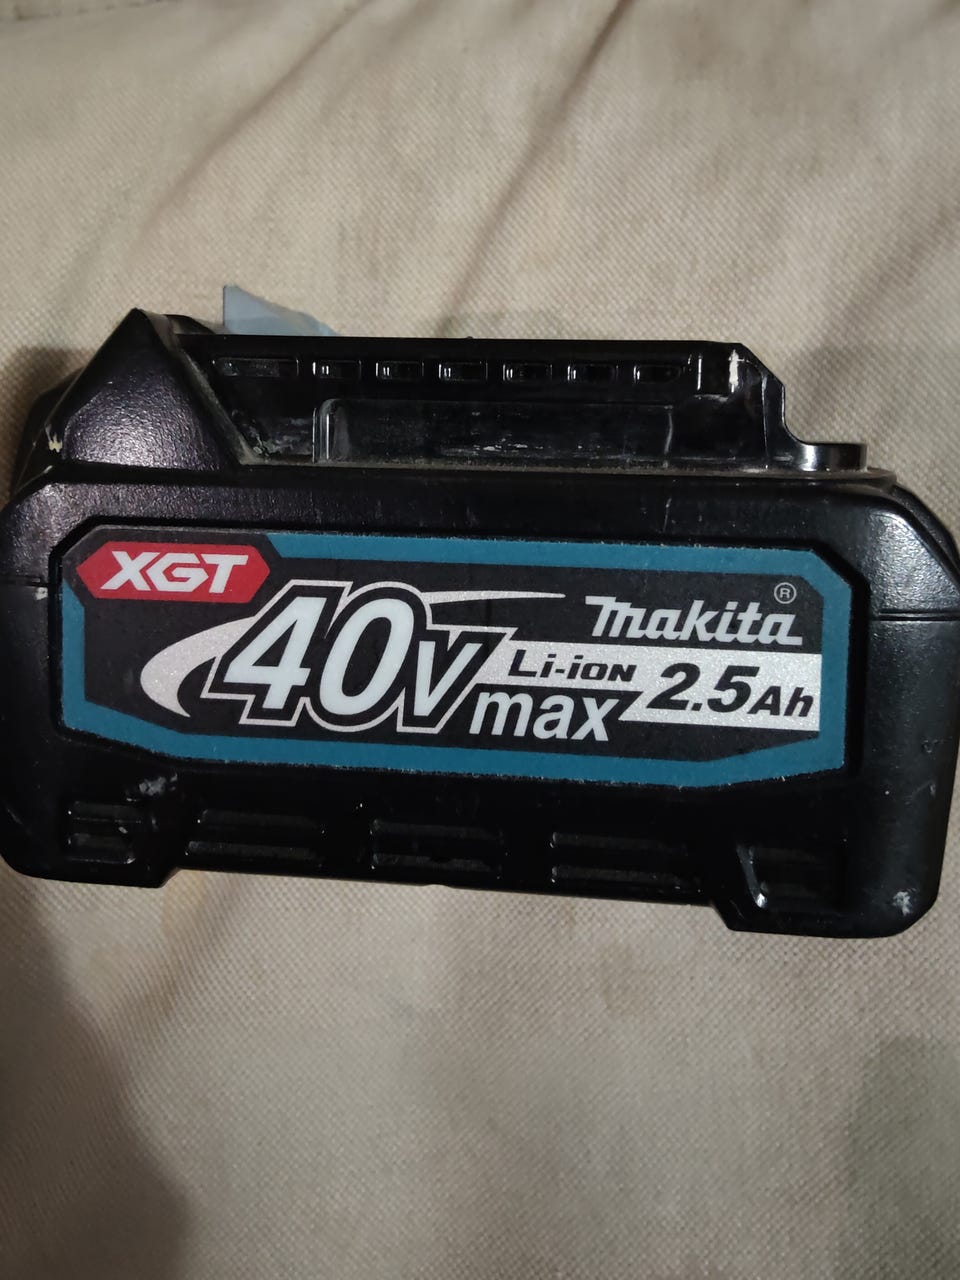 XGT
40V max
makita®
Li-ion 2.5Ah